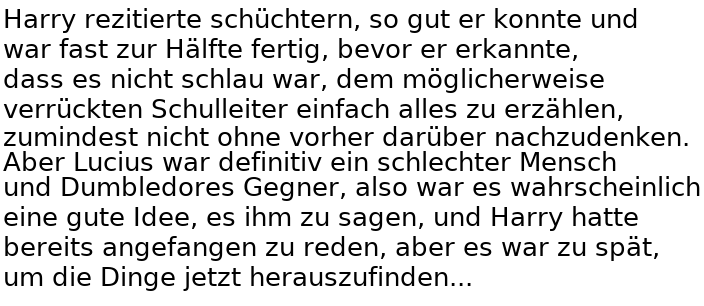 Harry rezitierte schüchtern, so gut er konnte und
war fast zur Hälfte fertig, bevor er erkannte,
dass es nicht schlau war, dem möglicherweise
verrückten Schulleiter einfach alles zu erzählen,
zumindest nicht ohne vorher darüber nachzudenken.
Aber Lucius war definitiv ein schlechter Mensch
und Dumbledores Gegner, also war es wahrscheinlich
eine gute Idee, es ihm zu sagen, und Harry hatte
bereits angefangen zu reden, aber es war zu spät,
um die Dinge jetzt herauszufinden...